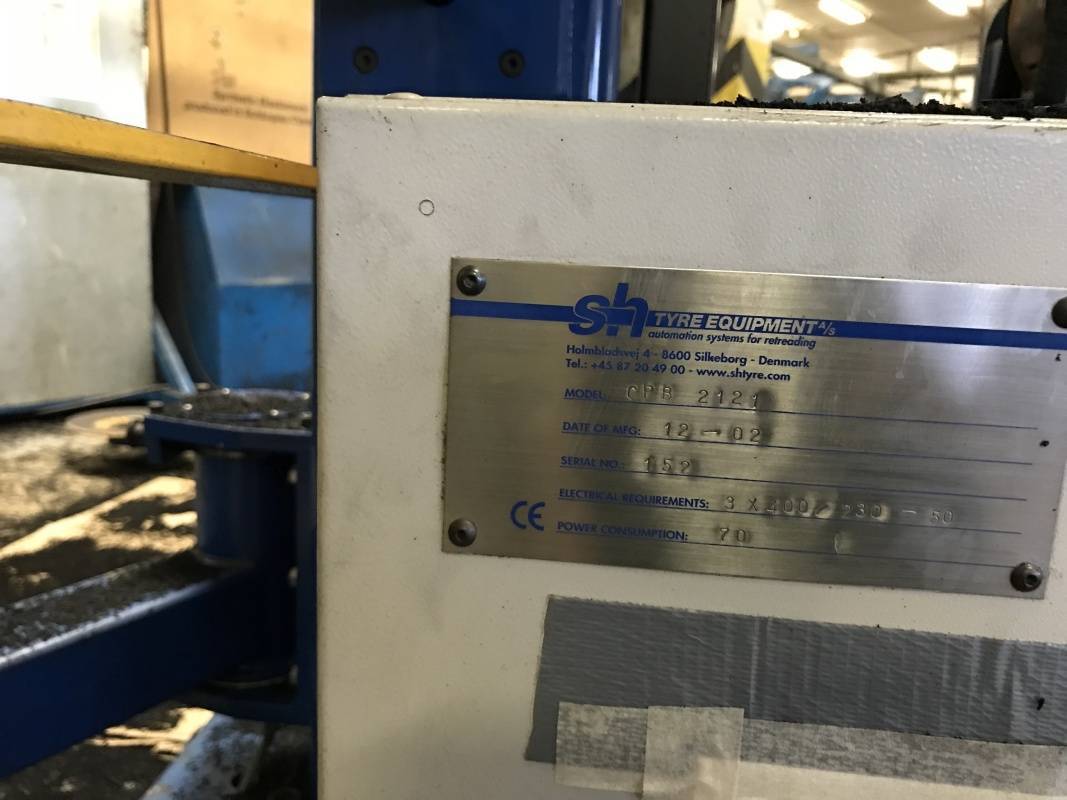 sh TYRE EQUIPMENT A/S
automation systems for retreading
Holmbladsvej 4 - 8600 Silkeborg - Denmark
Tel.: +45 87 20 49 00 - www.shtyre.com
MODEL: CPB 2121
DATE OF MFG: 12-02
SERIAL NO.: 152
ELECTRICAL REQUIREMENTS: 3 X 400/230 - 50
CE POWER CONSUMPTION: 70